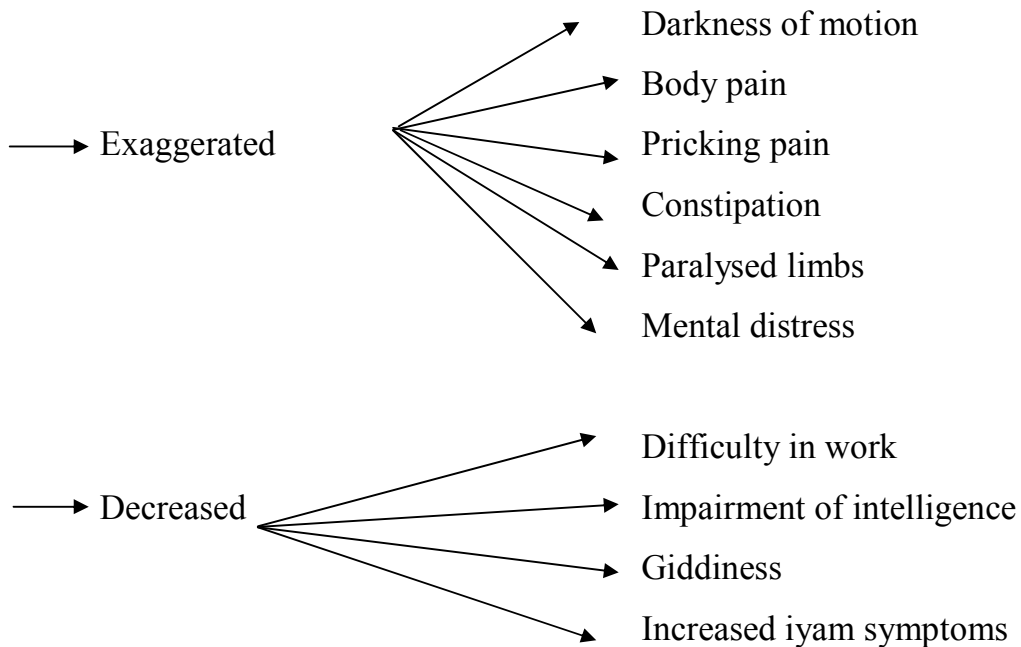 Darkness of motion
Body pain
Exaggerated
Pricking pain
Constipation
Paralysed limbs
Mental distress
Difficulty in work
Decreased
Impairment of intelligence
Giddiness
Increased iyam symptoms